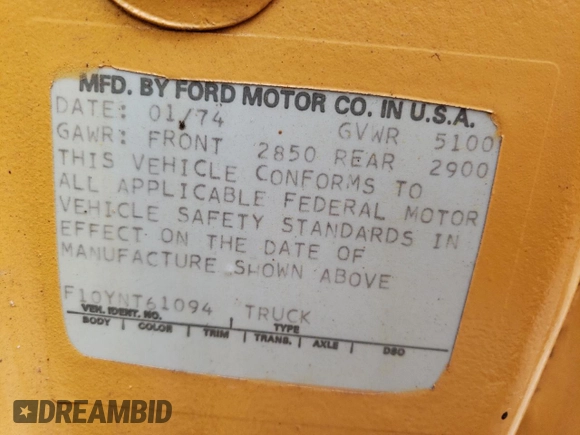 MFD. BY FORD MOTOR CO. IN U.S.A.
DATE: 01/74 GVWR 5100
GAWR: FRONT 2850 REAR 2900
THIS VEHICLE CONFORMS TO
ALL APPLICABLE FEDERAL MOTOR
VEHICLE SAFETY STANDARDS IN
EFFECT ON THE DATE OF
MANUFACTURE SHOWN ABOVE
F10YNT61094 TRUCK
VEH. IDENT. NO. TYPE
BODY COLOR TRIM TRANS. AXLE DSO
DREAMBID